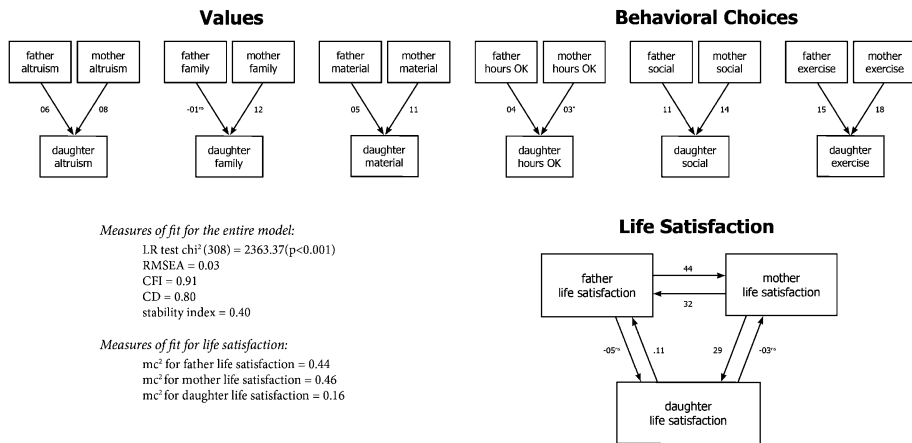 Values
father altruism
mother altruism
06
08
daughter altruism
father family
mother family
-01ⁿˢ
12
daughter family
father material
mother material
05
11
daughter material
Behavioral Choices
father hours OK
mother hours OK
04
03*
daughter hours OK
father social
mother social
11
14
daughter social
father exercise
mother exercise
15
18
daughter exercise
Measures of fit for the entire model:
LR test chi² (308) = 2363.37(p<0.001)
RMSEA = 0.03
CFI = 0.91
CD = 0.80
stability index = 0.40
Measures of fit for life satisfaction:
mc² for father life satisfaction = 0.44
mc² for mother life satisfaction = 0.46
mc² for daughter life satisfaction = 0.16
Life Satisfaction
father
life satisfaction
44
mother
life satisfaction
32
-05ⁿˢ
.11
29
-03ⁿˢ
daughter
life satisfaction